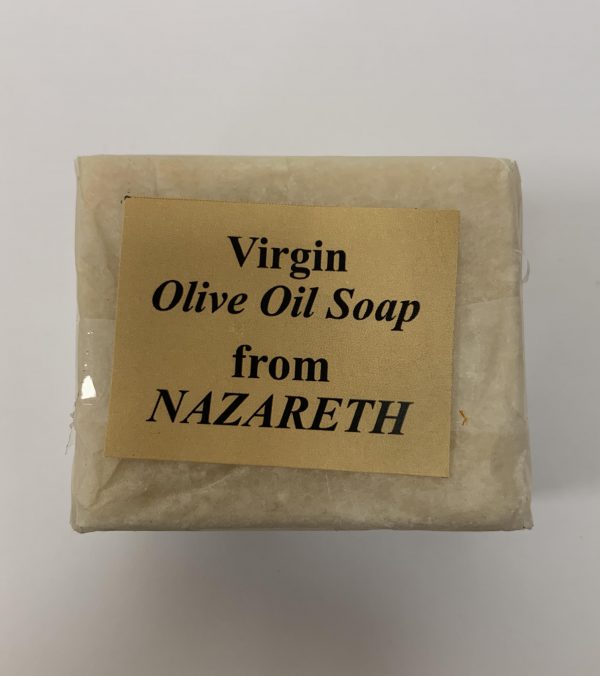 Virgin
Olive Oil Soap
from
NAZARETH